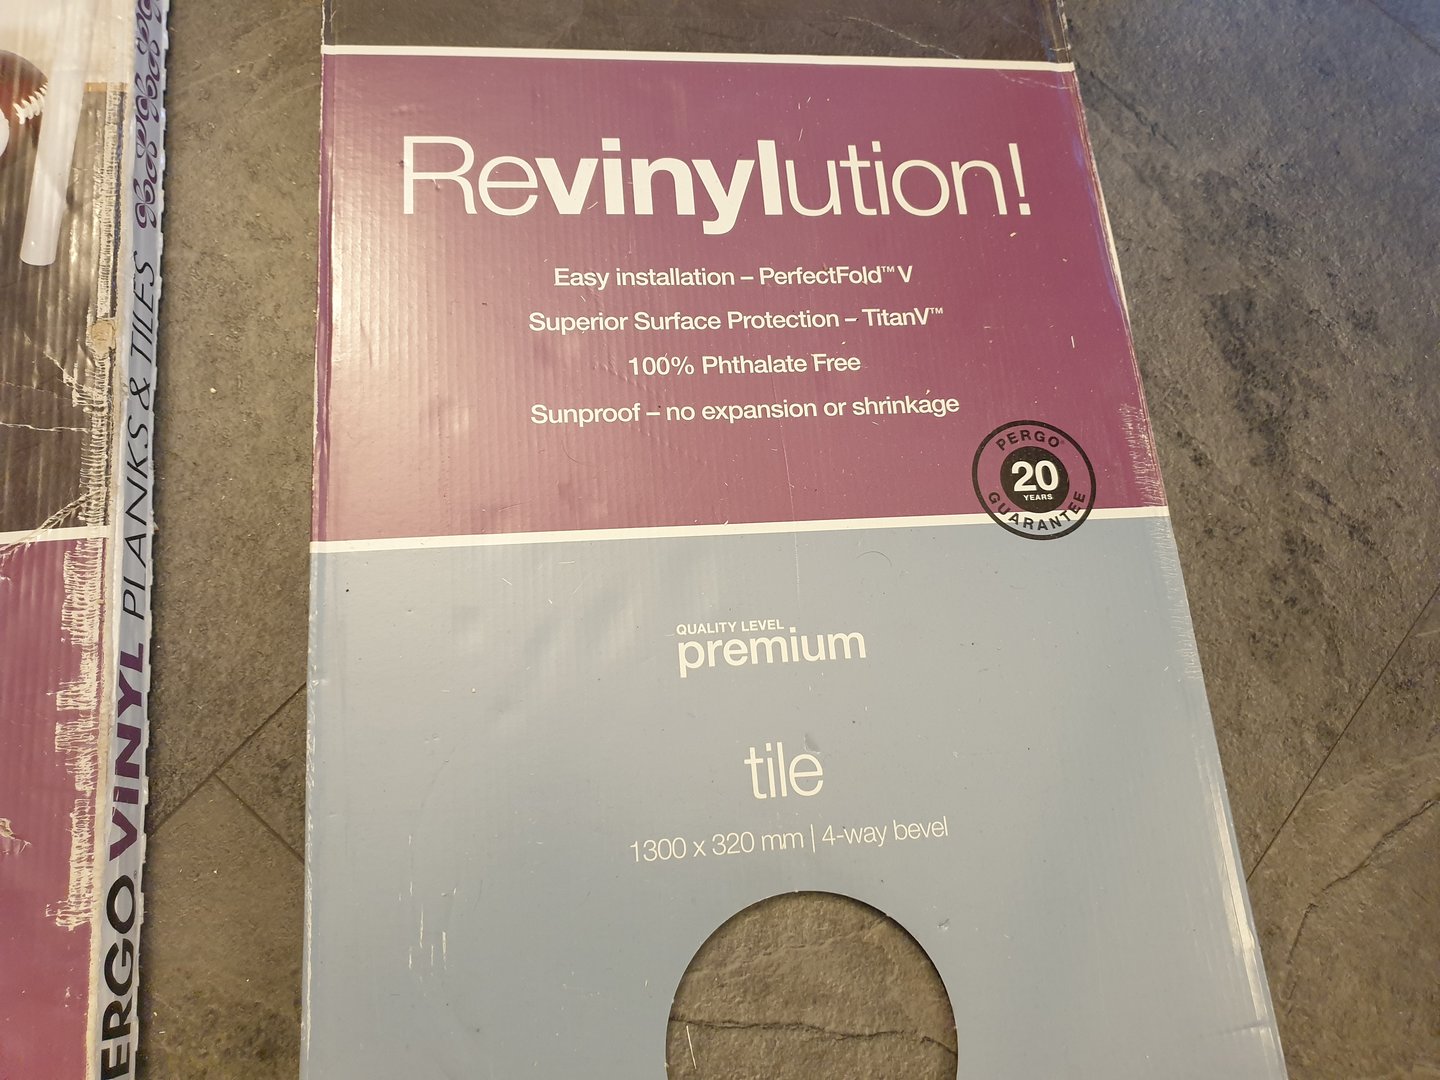 Revinylution!
Easy installation – PerfectFold™ V
Superior Surface Protection – TitanV™
100% Phthalate Free
Sunproof – no expansion or shrinkage
PERGO®
20
YEARS
GUARANTEE
QUALITY LEVEL
premium
tile
1300 x 320 mm | 4-way bevel
ERGO VINYL PLANKS & TILES